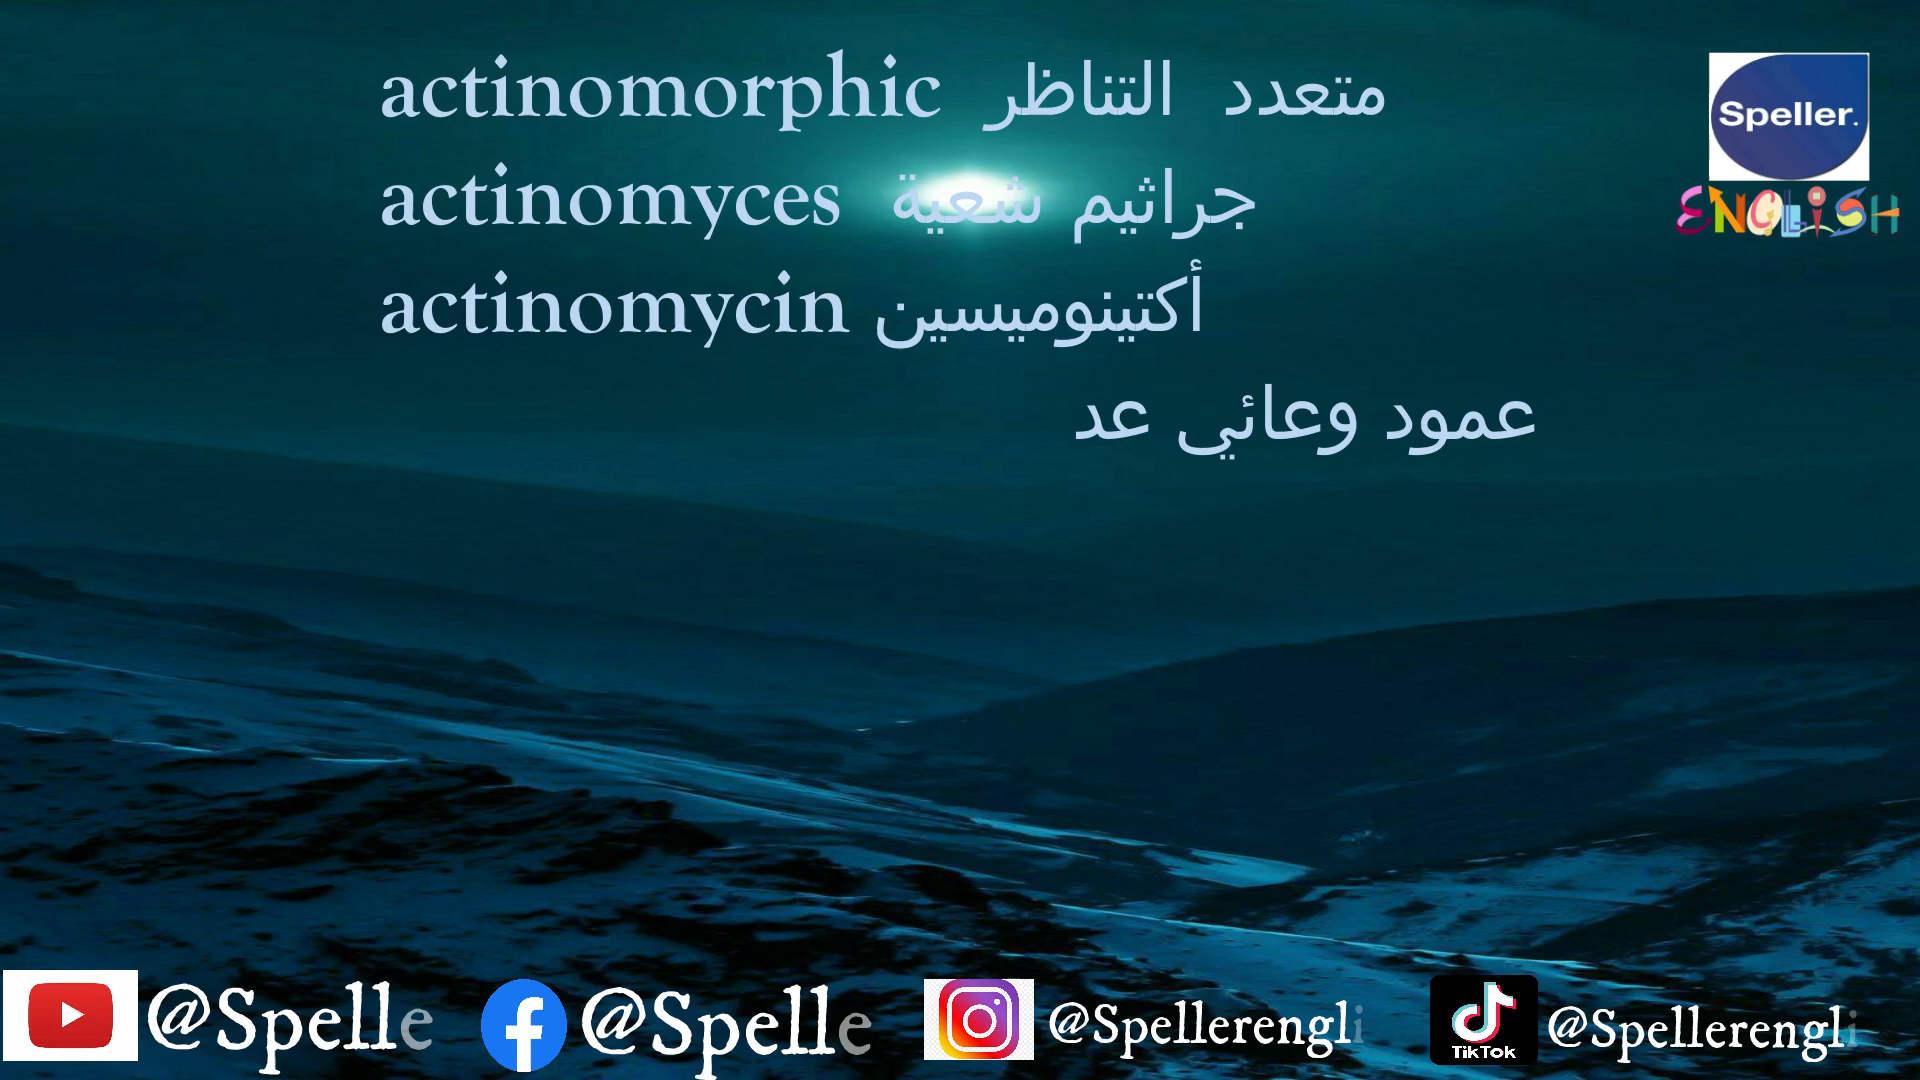 actinomorphic متعدد التناظر
actinomyces جراثيم شعية
actinomycin أكتينوميسين
عمود وعائي عد
Speller.
ENGLISH
@Spelle
@Spelle
@Spellerengli
TikTok
@Spellerengli